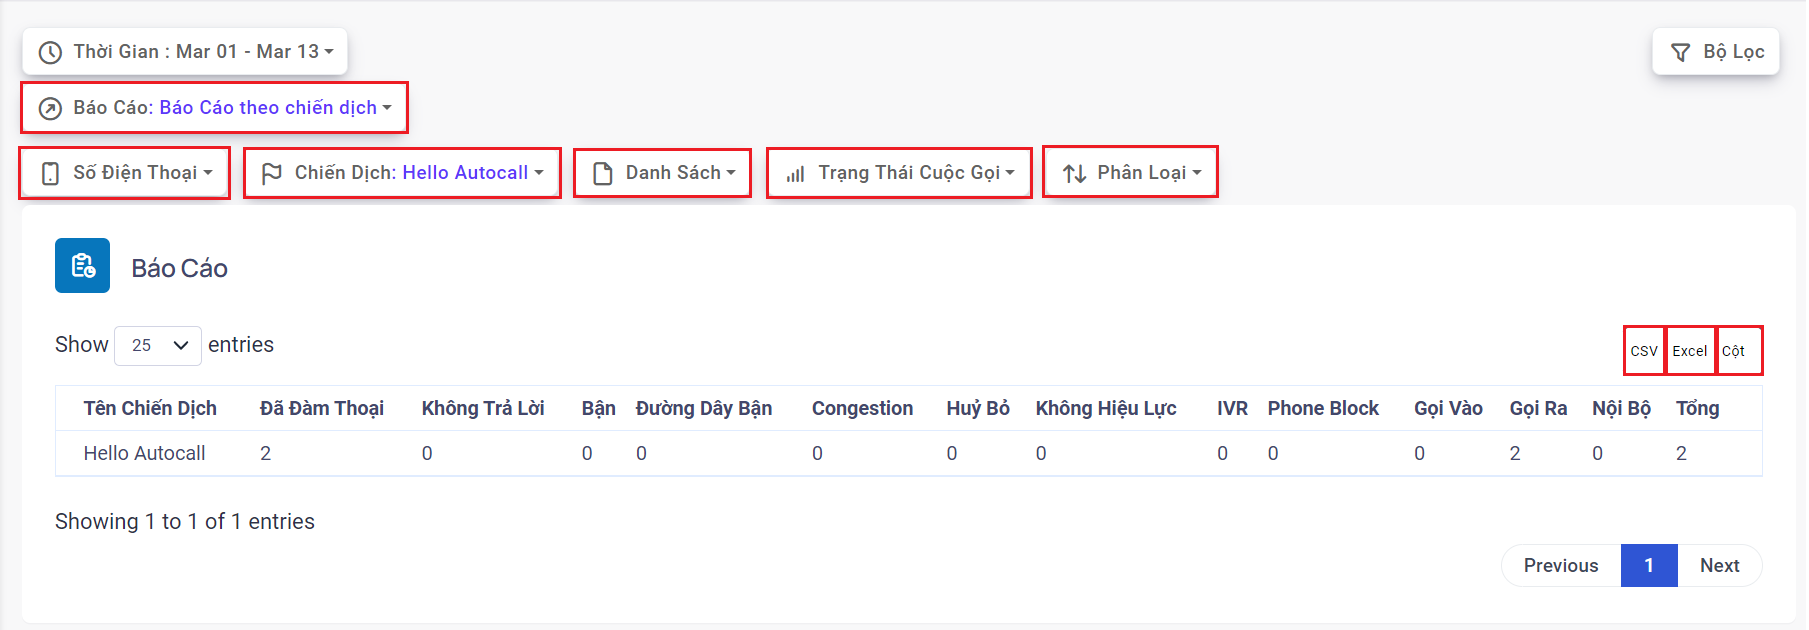 Thời Gian : Mar 01 - Mar 13
Bộ Lọc
Báo Cáo: Báo Cáo theo chiến dịch
Số Điện Thoại
Chiến Dịch: Hello Autocall
Danh Sách
Trạng Thái Cuộc Gọi
Phân Loại
Báo Cáo
Show 25 entries
CSV Excel Cột
Tên Chiến Dịch Đã Đàm Thoại Không Trả Lời Bận Đường Dây Bận Congestion Huỷ Bỏ Không Hiệu Lực IVR Phone Block Gọi Vào Gọi Ra Nội Bộ Tổng
Hello Autocall 2 0 0 0 0 0 0 0 0 0 2 0 2
Showing 1 to 1 of 1 entries
Previous 1 Next